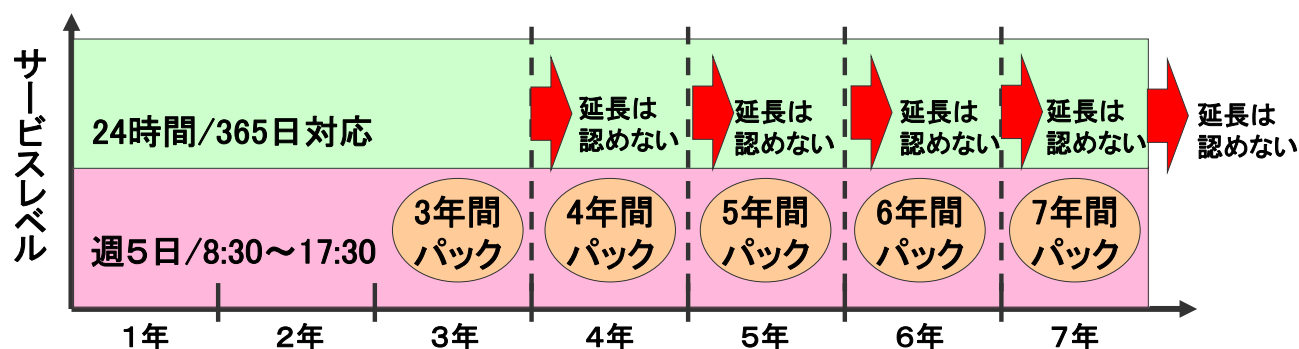 サービスレベル
24時間/365日対応
延長は
認めない
延長は
認めない
延長は
認めない
延長は
認めない
延長は
認めない
週５日/8:30～17:30
3年間
パック
4年間
パック
5年間
パック
6年間
パック
7年間
パック
１年
２年
３年
４年
５年
６年
７年